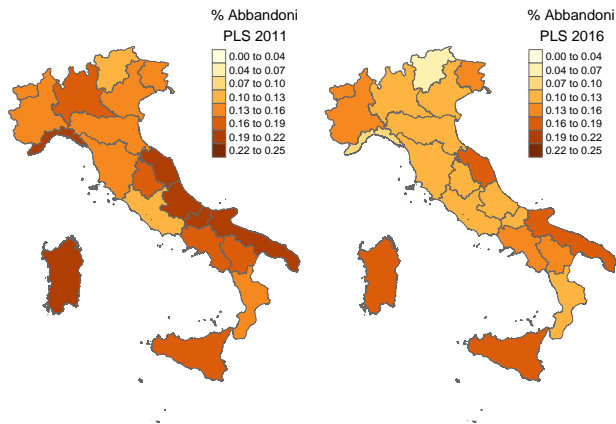 % Abbandoni
PLS 2011
0.00 to 0.04
0.04 to 0.07
0.07 to 0.10
0.10 to 0.13
0.13 to 0.16
0.16 to 0.19
0.19 to 0.22
0.22 to 0.25
% Abbandoni
PLS 2016
0.00 to 0.04
0.04 to 0.07
0.07 to 0.10
0.10 to 0.13
0.13 to 0.16
0.16 to 0.19
0.19 to 0.22
0.22 to 0.25